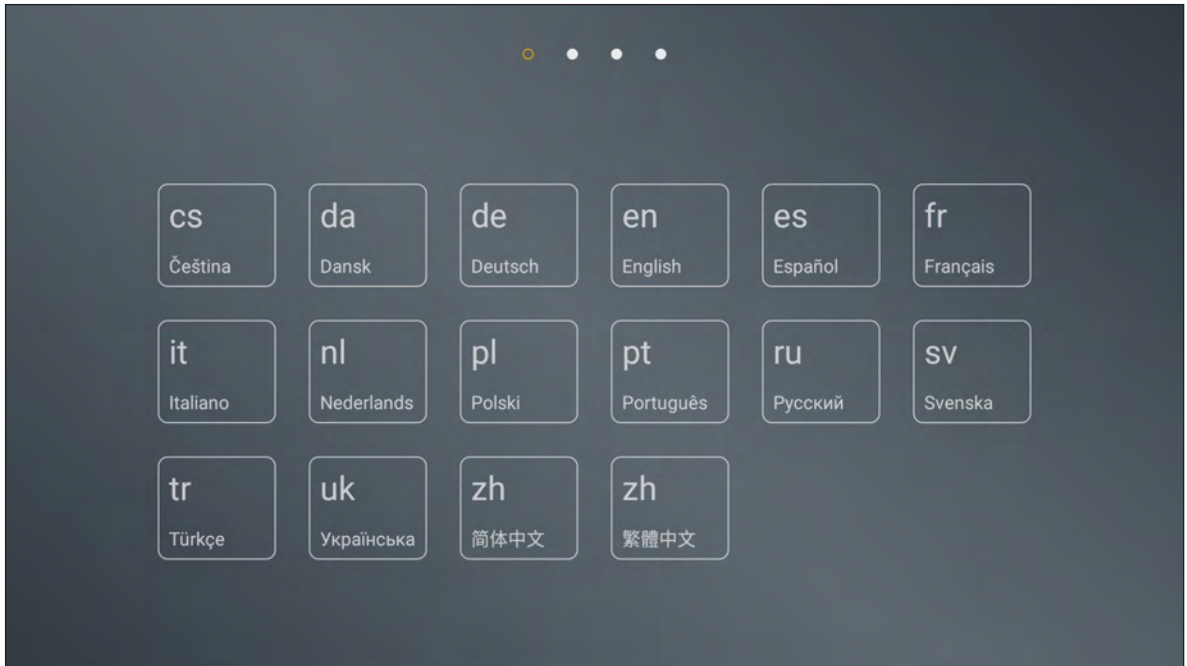 cs
Čeština
da
Dansk
de
Deutsch
en
English
es
Español
fr
Français
it
Italiano
nl
Nederlands
pl
Polski
pt
Português
ru
Русский
sv
Svenska
tr
Türkçe
uk
Українська
zh
简体中文
zh
繁體中文